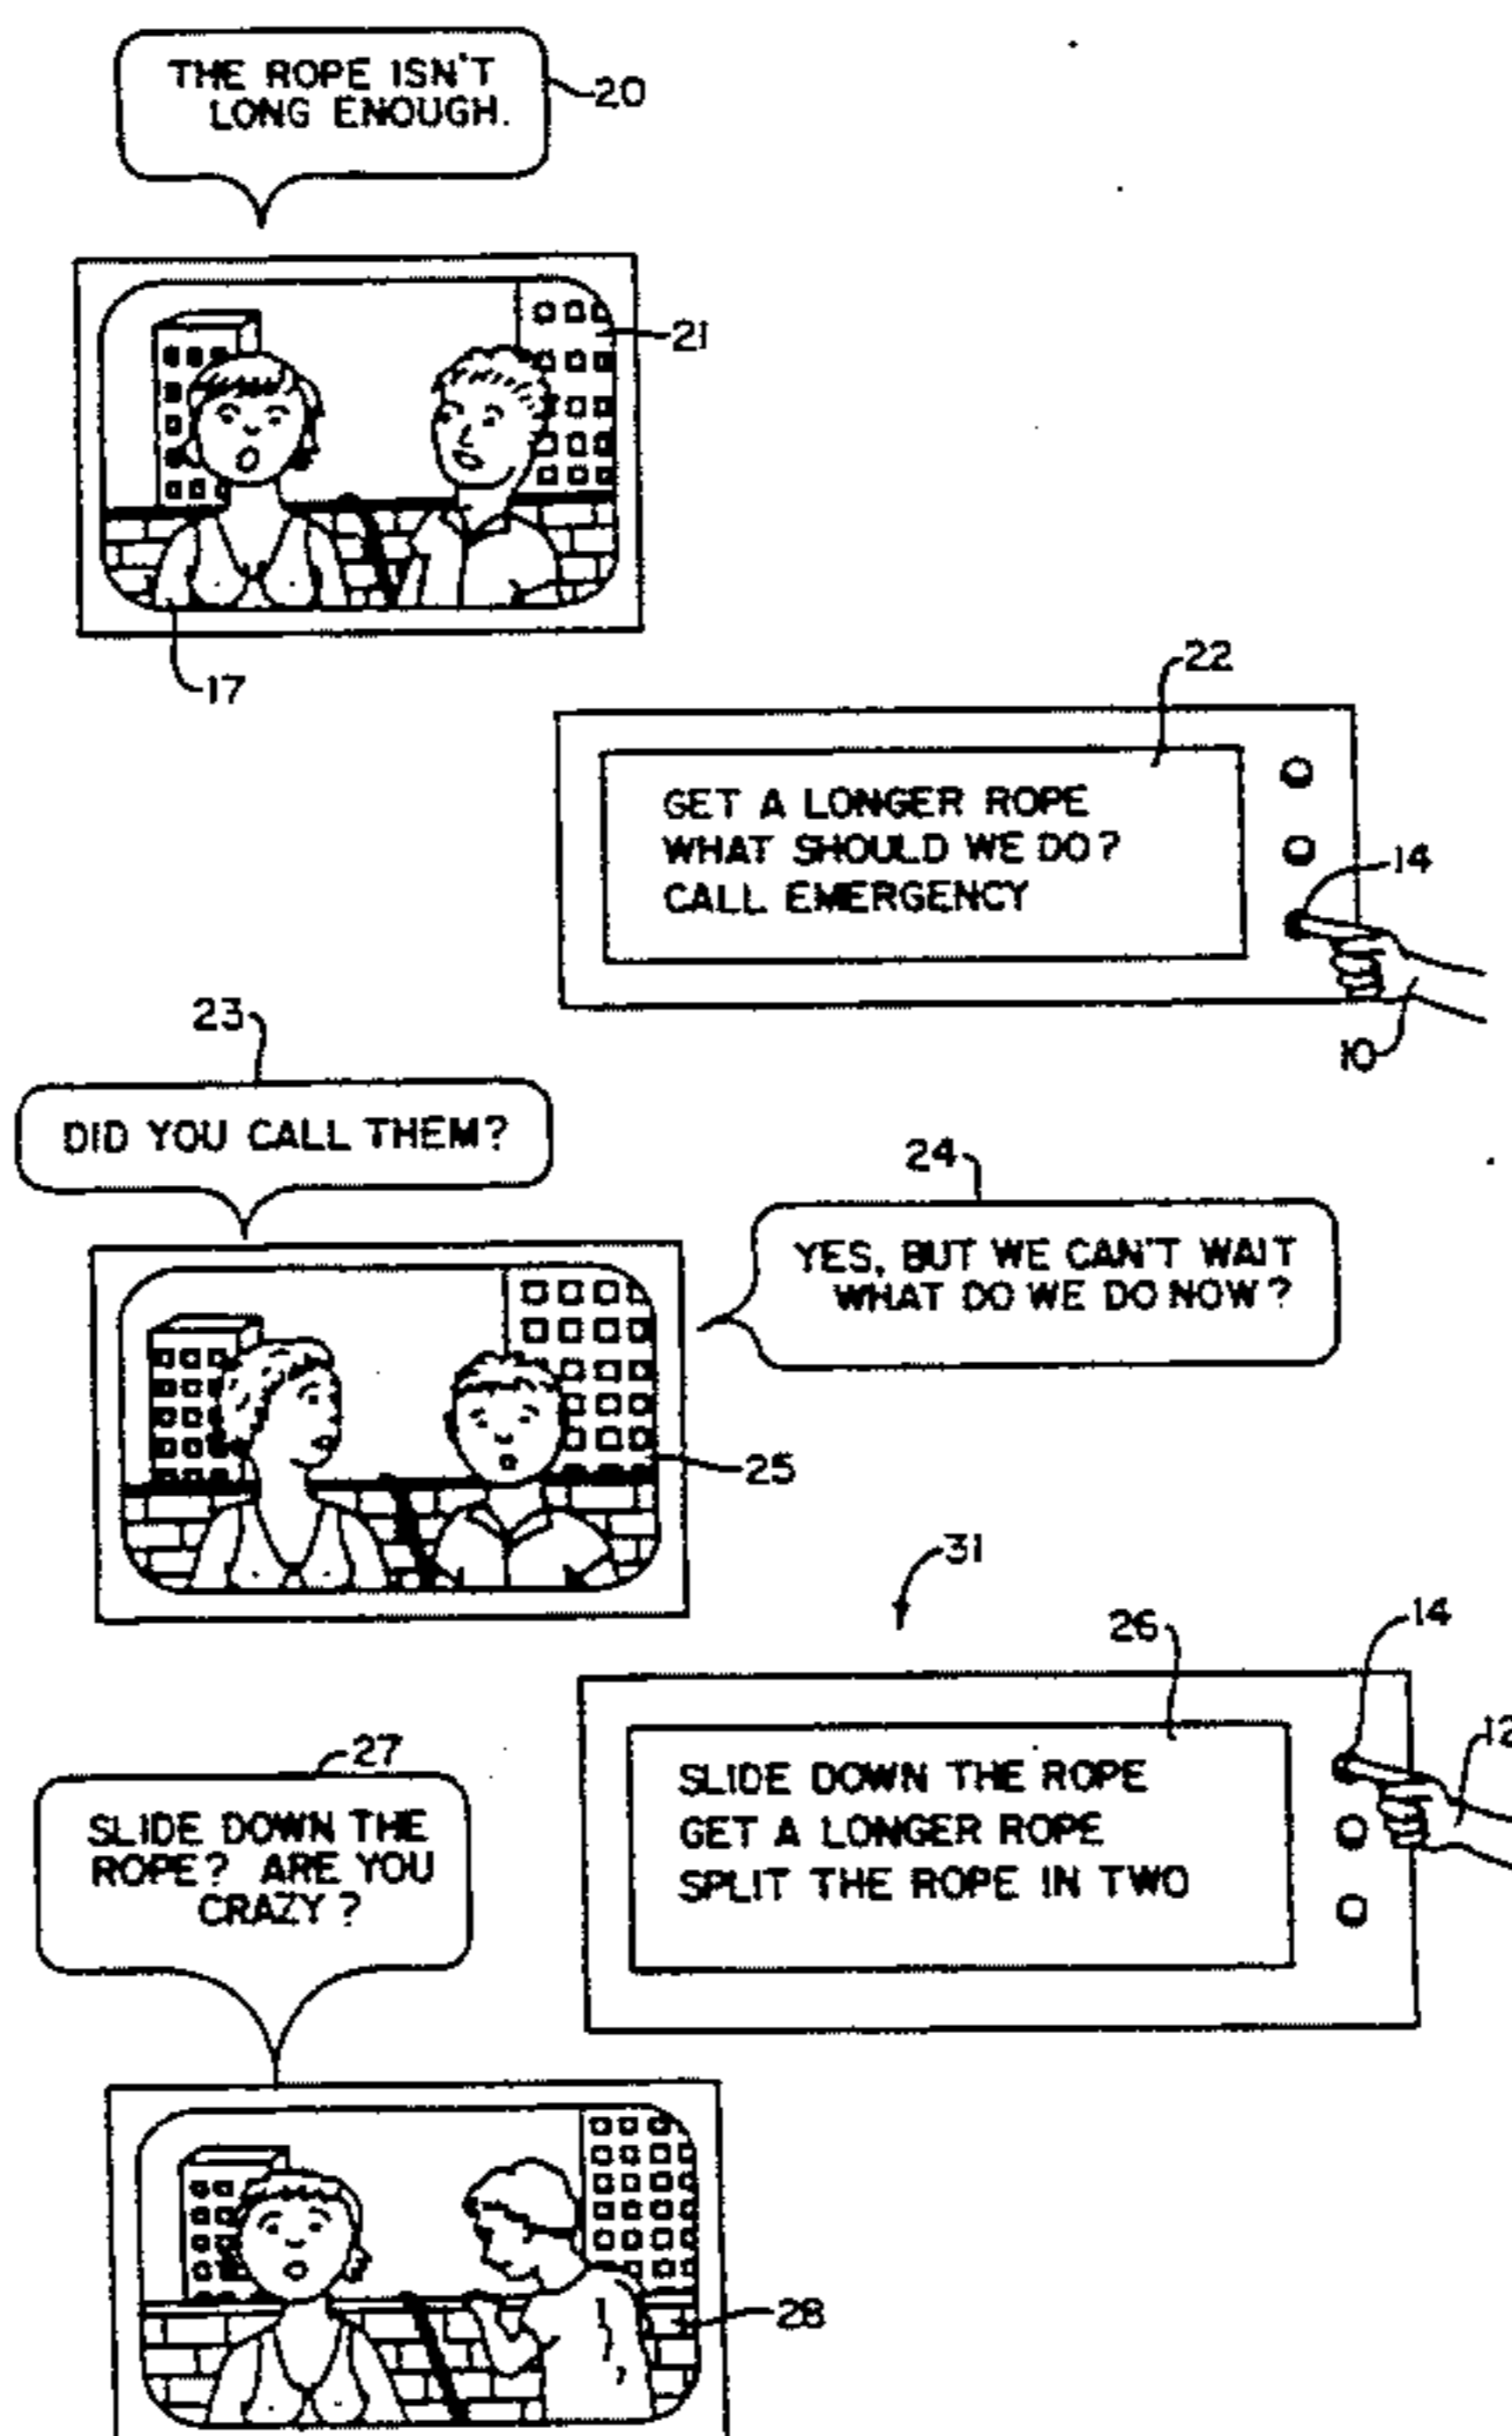 THE ROPE ISN'T
LONG ENOUGH.
20
21
17
22
GET A LONGER ROPE
WHAT SHOULD WE DO?
CALL EMERGENCY
14
10
23
DID YOU CALL THEM?
24
YES, BUT WE CAN'T WAIT
WHAT DO WE DO NOW?
25
31
26
14
12
SLIDE DOWN THE ROPE
GET A LONGER ROPE
SPLIT THE ROPE IN TWO
27
SLIDE DOWN THE
ROPE? ARE YOU
CRAZY?
28